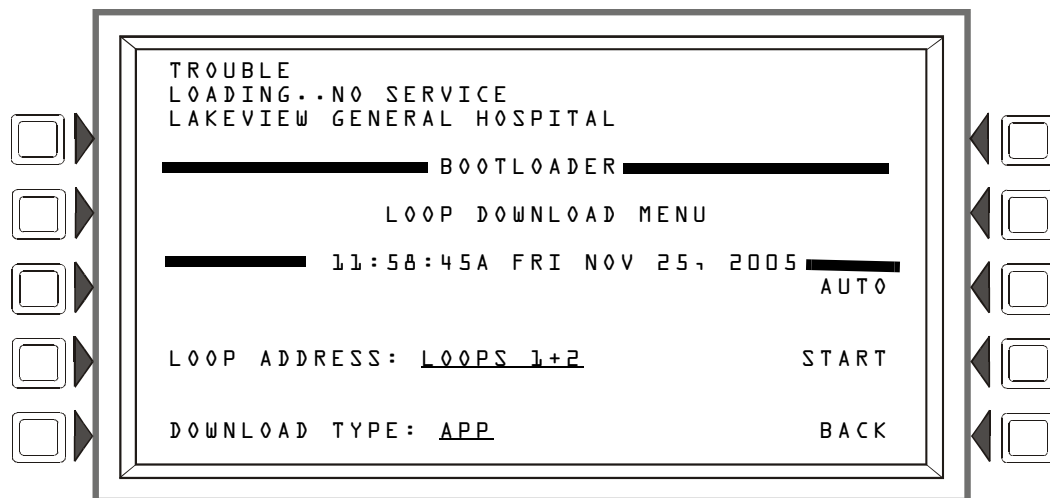 TROUBLE
LOADING..NO SERVICE
LAKEVIEW GENERAL HOSPITAL
BOOTLOADER
LOOP DOWNLOAD MENU
11:58:45A FRI NOV 25, 2005
AUTO
LOOP ADDRESS: LOOPS 1+2 START
DOWNLOAD TYPE: APP BACK